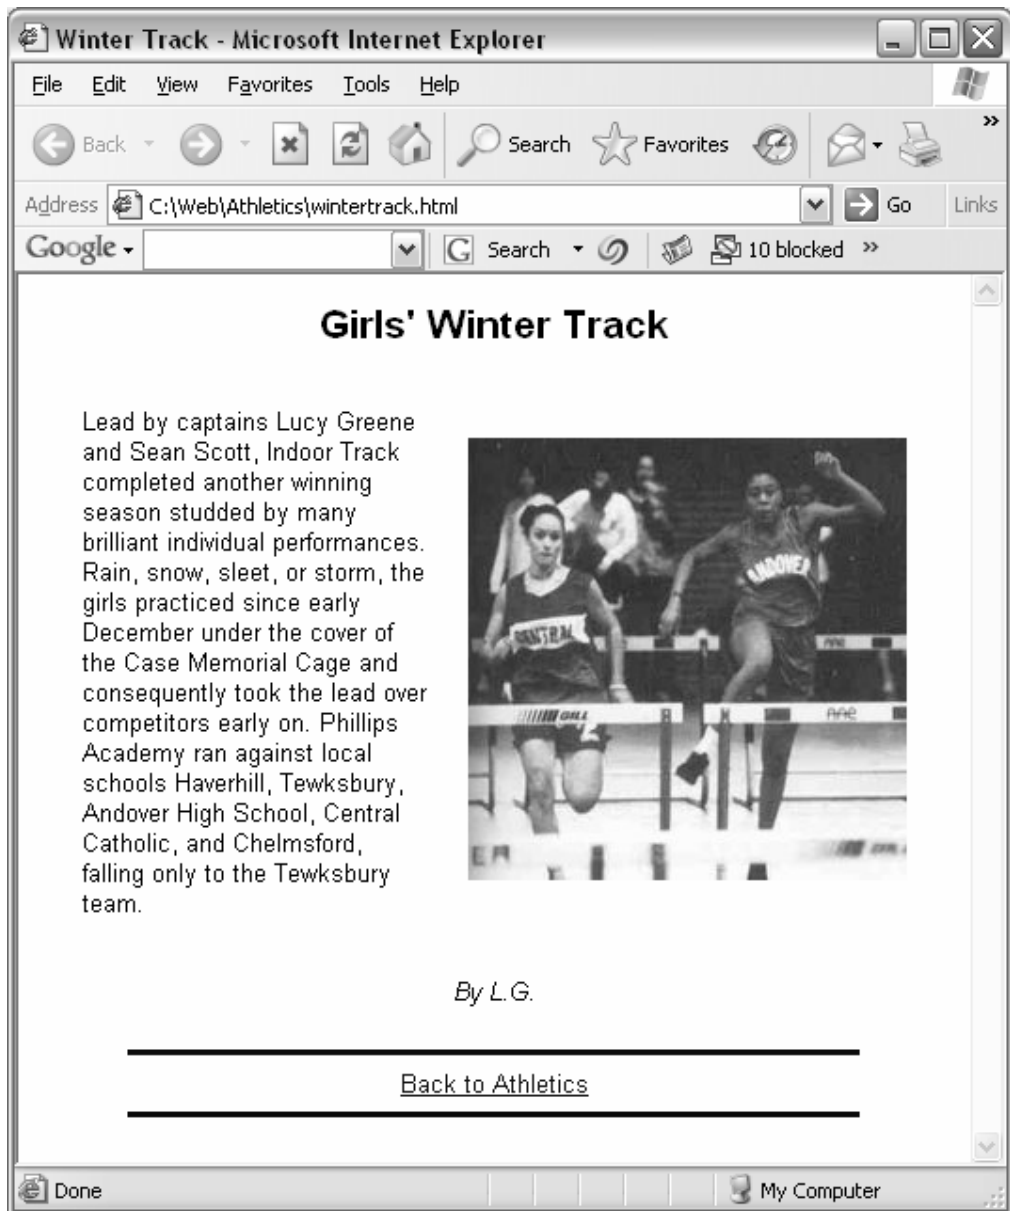 Winter Track - Microsoft Internet Explorer
File Edit View Favorites Tools Help
Back Search Favorites »
Address C:\Web\Athletics\wintertrack.html Go Links
Google G Search 10 blocked »
Girls' Winter Track
Lead by captains Lucy Greene
and Sean Scott, Indoor Track
completed another winning
season studded by many
brilliant individual performances.
Rain, snow, sleet, or storm, the
girls practiced since early
December under the cover of
the Case Memorial Cage and
consequently took the lead over
competitors early on. Phillips
Academy ran against local
schools Haverhill, Tewksbury,
Andover High School, Central
Catholic, and Chelmsford,
falling only to the Tewksbury
team.
ANDOVER
CENTRAL
GILL
By L.G.
Back to Athletics
Done My Computer